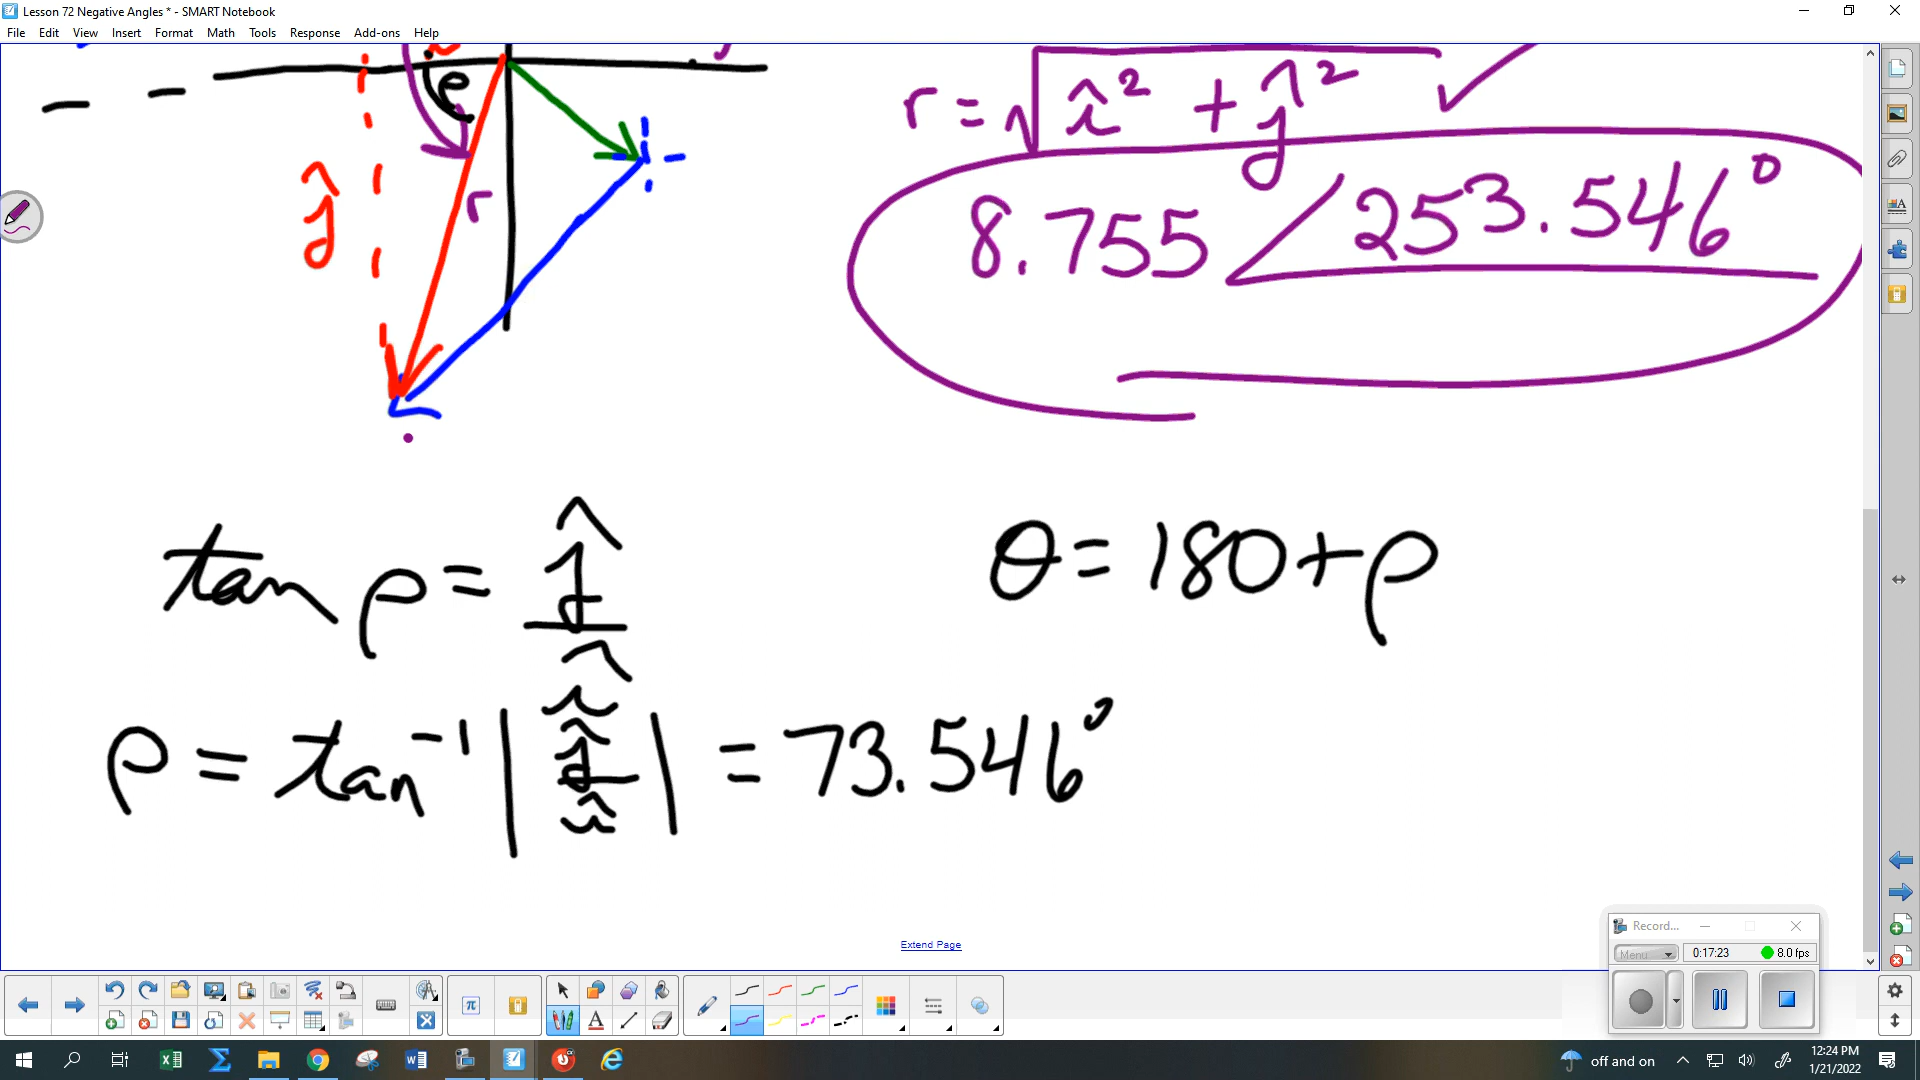 Lesson 72 Negative Angles * - SMART Notebook
File Edit View Insert Format Math Tools Response Add-ons Help
ρ
r = √(î² + ĵ²) ✓
8.755 ∠253.546°
ĵ
r
tan ρ = ĵ / î
θ = 180 + ρ
ρ = tan⁻¹ | ĵ / î | = 73.546°
Extend Page
Record...
Menu 0:17:23 8.0 fps
off and on
12:24 PM
1/21/2022